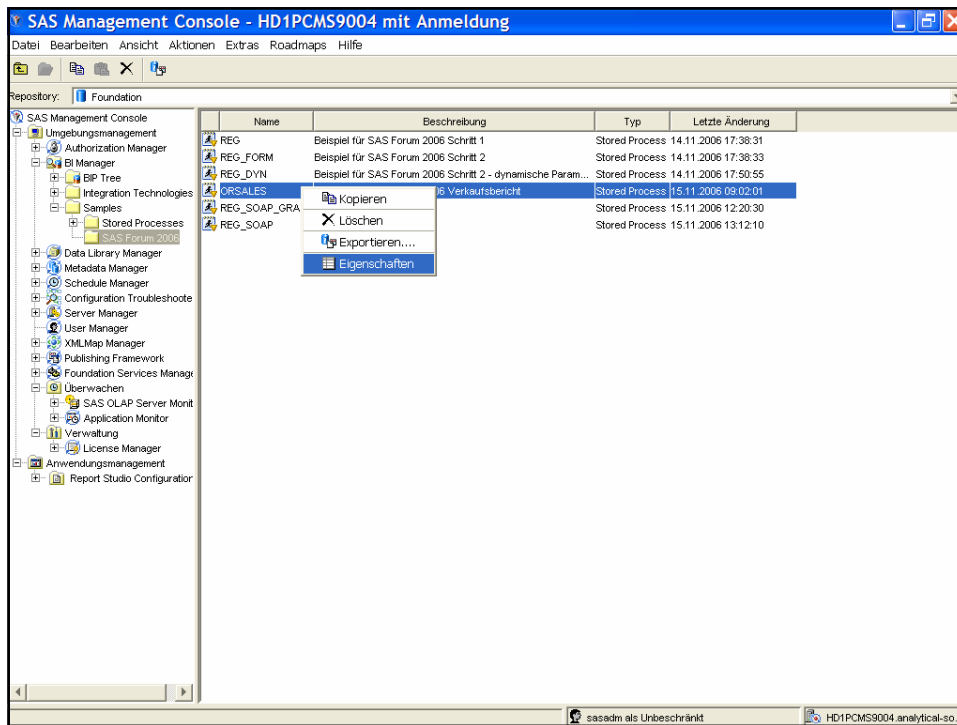 SAS Management Console - HD1PCMS9004 mit Anmeldung
Datei Bearbeiten Ansicht Aktionen Extras Roadmaps Hilfe
Repository: Foundation
SAS Management Console
Umgebungsmanagement
Authorization Manager
BI Manager
BIP Tree
Integration Technologies
Samples
Stored Processes
SAS Forum 2006
Data Library Manager
Metadata Manager
Schedule Manager
Configuration Troubleshoote
Server Manager
User Manager
XMLMap Manager
Publishing Framework
Foundation Services Manage
Überwachen
SAS OLAP Server Monit
Application Monitor
Verwaltung
License Manager
Anwendungsmanagement
Report Studio Configuration
Name Beschreibung Typ Letzte Änderung
REG Beispiel für SAS Forum 2006 Schritt 1 Stored Process 14.11.2006 17:38:31
REG_FORM Beispiel für SAS Forum 2006 Schritt 2 Stored Process 14.11.2006 17:38:33
REG_DYN Beispiel für SAS Forum 2006 Schritt 2 - dynamische Param... Stored Process 14.11.2006 17:50:55
ORSALES 06 Verkaufsbericht Stored Process 15.11.2006 09:02:01
REG_SOAP_GRA Stored Process 15.11.2006 12:20:30
REG_SOAP Stored Process 15.11.2006 13:12:10
Kopieren
Löschen
Exportieren....
Eigenschaften
sasadm als Unbeschränkt HD1PCMS9004.analytical-so.